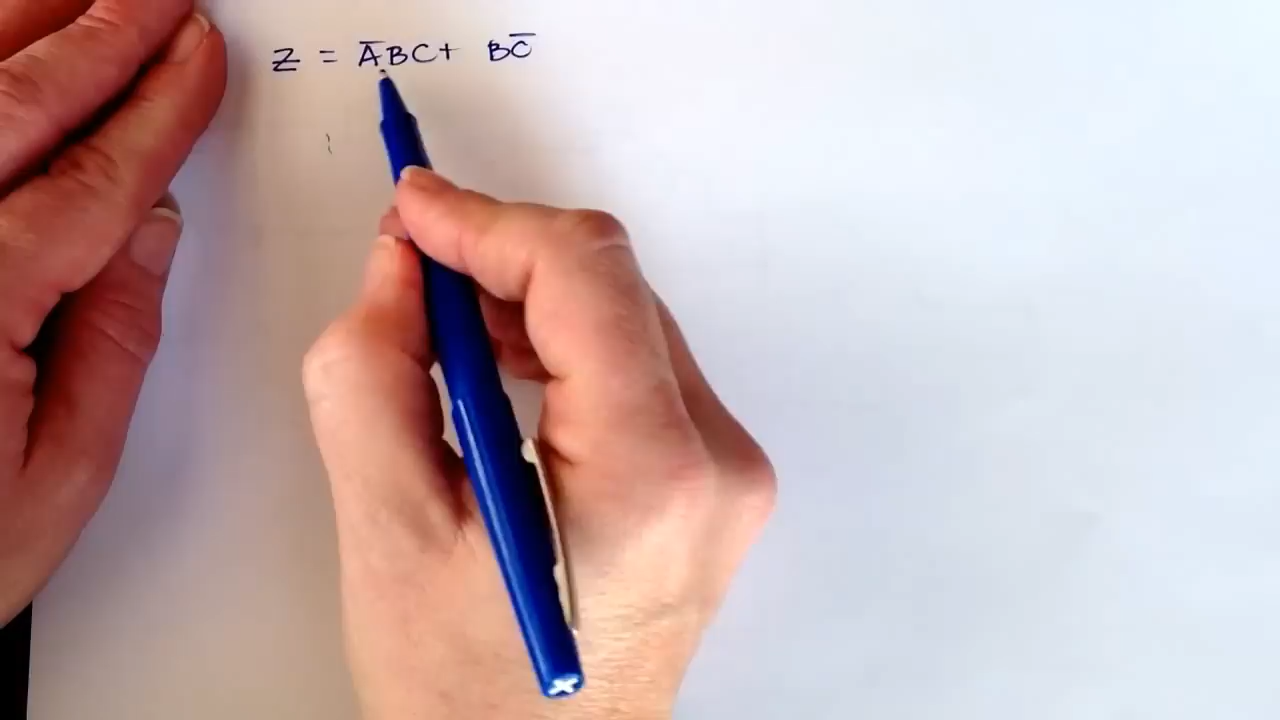 Z = A̅BC + BC̅